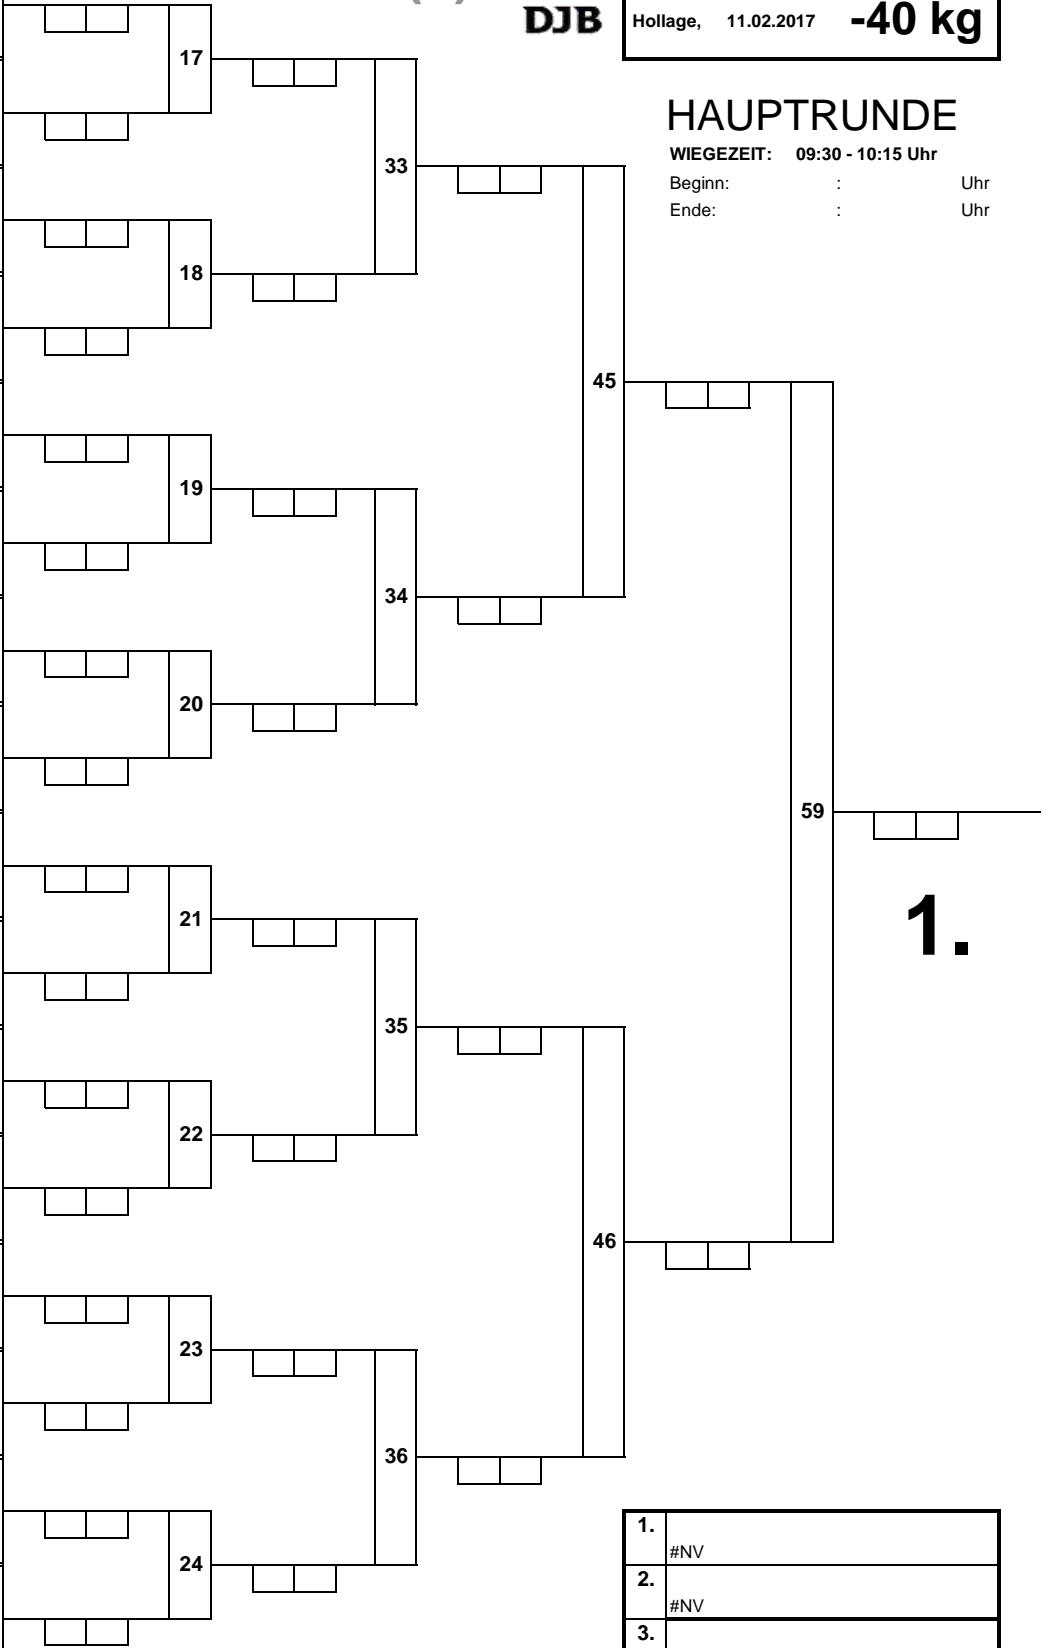 DJB
Hollage, 11.02.2017 -40 kg
17
HAUPTRUNDE
WIEGEZEIT: 09:30 - 10:15 Uhr
33
Beginn: : Uhr
Ende: : Uhr
18
45
19
34
20
59
21
1.
35
22
46
23
36
1.
#NV
24
2.
#NV
3.